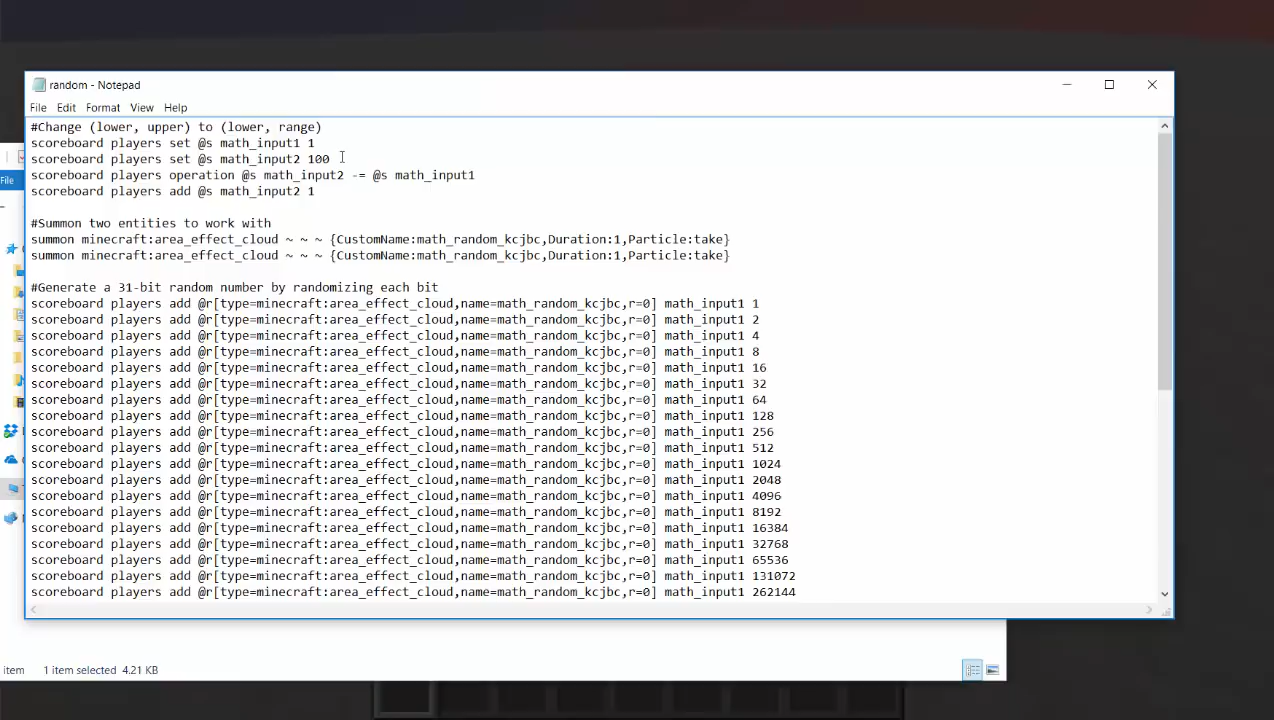 random - Notepad
File Edit Format View Help
#Change (lower, upper) to (lower, range)
scoreboard players set @s math_input1 1
scoreboard players set @s math_input2 100
scoreboard players operation @s math_input2 -= @s math_input1
scoreboard players add @s math_input2 1
#Summon two entities to work with
summon minecraft:area_effect_cloud ~ ~ ~ {CustomName:math_random_kcjbc,Duration:1,Particle:take}
summon minecraft:area_effect_cloud ~ ~ ~ {CustomName:math_random_kcjbc,Duration:1,Particle:take}
#Generate a 31-bit random number by randomizing each bit
scoreboard players add @r[type=minecraft:area_effect_cloud,name=math_random_kcjbc,r=0] math_input1 1
scoreboard players add @r[type=minecraft:area_effect_cloud,name=math_random_kcjbc,r=0] math_input1 2
scoreboard players add @r[type=minecraft:area_effect_cloud,name=math_random_kcjbc,r=0] math_input1 4
scoreboard players add @r[type=minecraft:area_effect_cloud,name=math_random_kcjbc,r=0] math_input1 8
scoreboard players add @r[type=minecraft:area_effect_cloud,name=math_random_kcjbc,r=0] math_input1 16
scoreboard players add @r[type=minecraft:area_effect_cloud,name=math_random_kcjbc,r=0] math_input1 32
scoreboard players add @r[type=minecraft:area_effect_cloud,name=math_random_kcjbc,r=0] math_input1 64
scoreboard players add @r[type=minecraft:area_effect_cloud,name=math_random_kcjbc,r=0] math_input1 128
scoreboard players add @r[type=minecraft:area_effect_cloud,name=math_random_kcjbc,r=0] math_input1 256
scoreboard players add @r[type=minecraft:area_effect_cloud,name=math_random_kcjbc,r=0] math_input1 512
scoreboard players add @r[type=minecraft:area_effect_cloud,name=math_random_kcjbc,r=0] math_input1 1024
scoreboard players add @r[type=minecraft:area_effect_cloud,name=math_random_kcjbc,r=0] math_input1 2048
scoreboard players add @r[type=minecraft:area_effect_cloud,name=math_random_kcjbc,r=0] math_input1 4096
scoreboard players add @r[type=minecraft:area_effect_cloud,name=math_random_kcjbc,r=0] math_input1 8192
scoreboard players add @r[type=minecraft:area_effect_cloud,name=math_random_kcjbc,r=0] math_input1 16384
scoreboard players add @r[type=minecraft:area_effect_cloud,name=math_random_kcjbc,r=0] math_input1 32768
scoreboard players add @r[type=minecraft:area_effect_cloud,name=math_random_kcjbc,r=0] math_input1 65536
scoreboard players add @r[type=minecraft:area_effect_cloud,name=math_random_kcjbc,r=0] math_input1 131072
scoreboard players add @r[type=minecraft:area_effect_cloud,name=math_random_kcjbc,r=0] math_input1 262144
File
item 1 item selected 4.21 KB